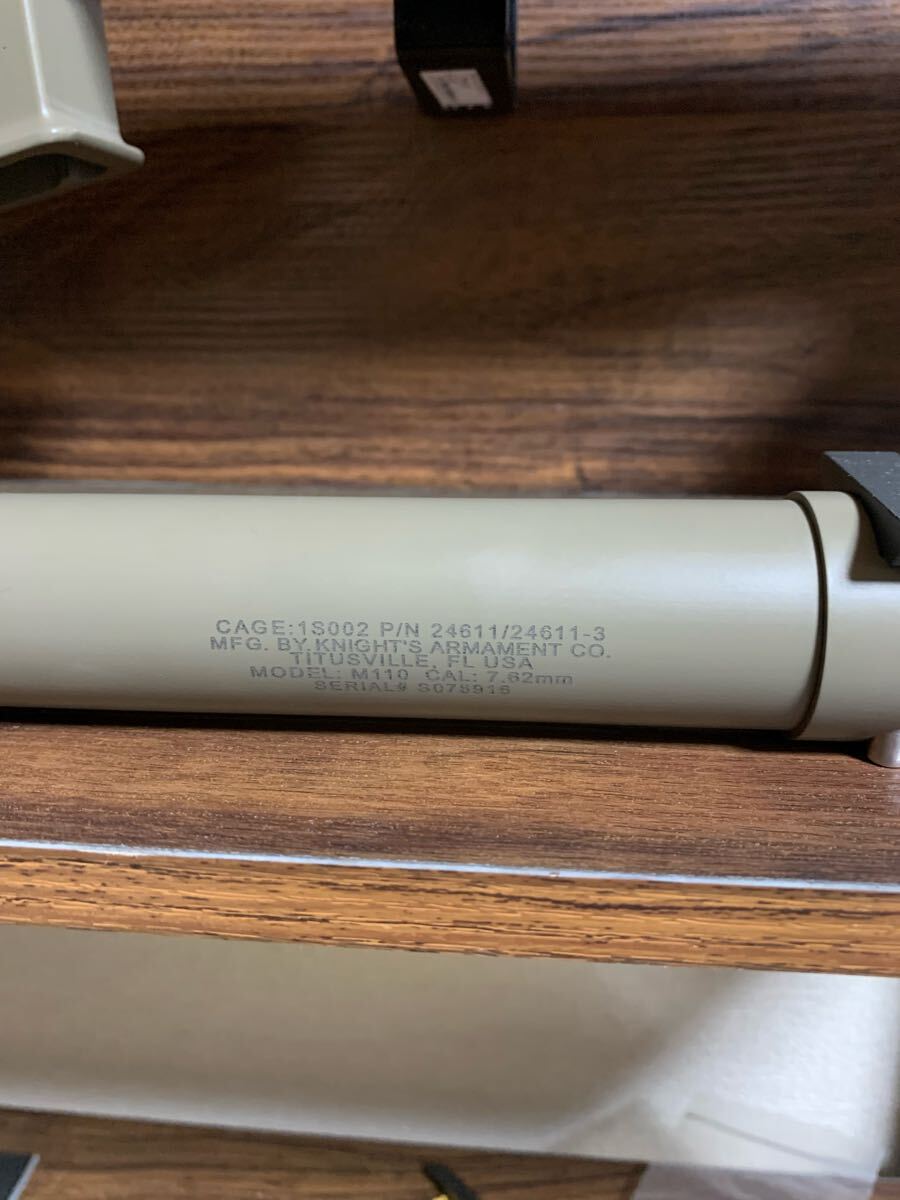 CAGE:1S002 P/N 24611/24611-3
MFG. BY KNIGHT'S ARMAMENT CO.
TITUSVILLE, FL USA
MODEL: M110 CAL: 7.62mm
SERIAL# S075916